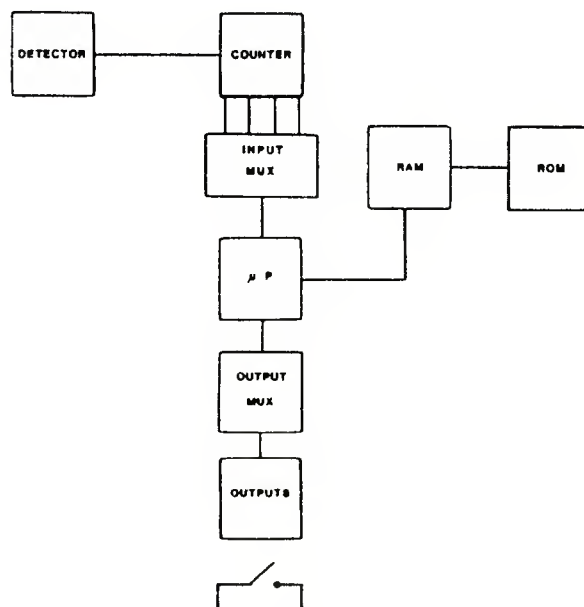 DETECTOR
COUNTER
INPUT
MUX
RAM
ROM
μ P
OUTPUT
MUX
OUTPUTS